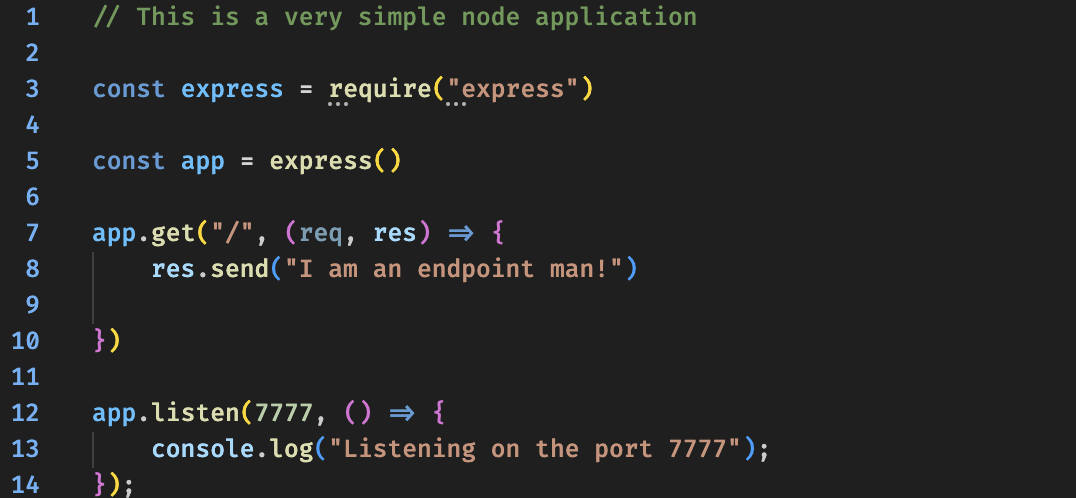 1 // This is a very simple node application
2
3 const express = require("express")
4
5 const app = express()
6
7 app.get("/", (req, res) => {
8     res.send("I am an endpoint man!")
9
10 })
11
12 app.listen(7777, () => {
13     console.log("Listening on the port 7777");
14 });